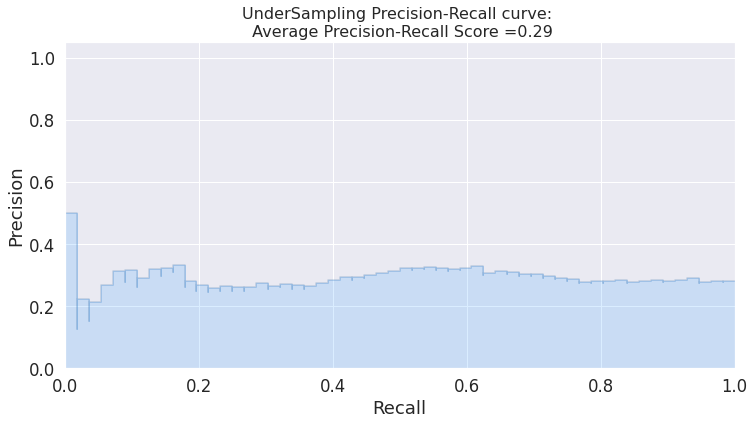 UnderSampling Precision-Recall curve:
Average Precision-Recall Score =0.29
1.0
0.8
0.6
0.4
0.2
0.0
Precision
0.0 0.2 0.4 0.6 0.8 1.0
Recall